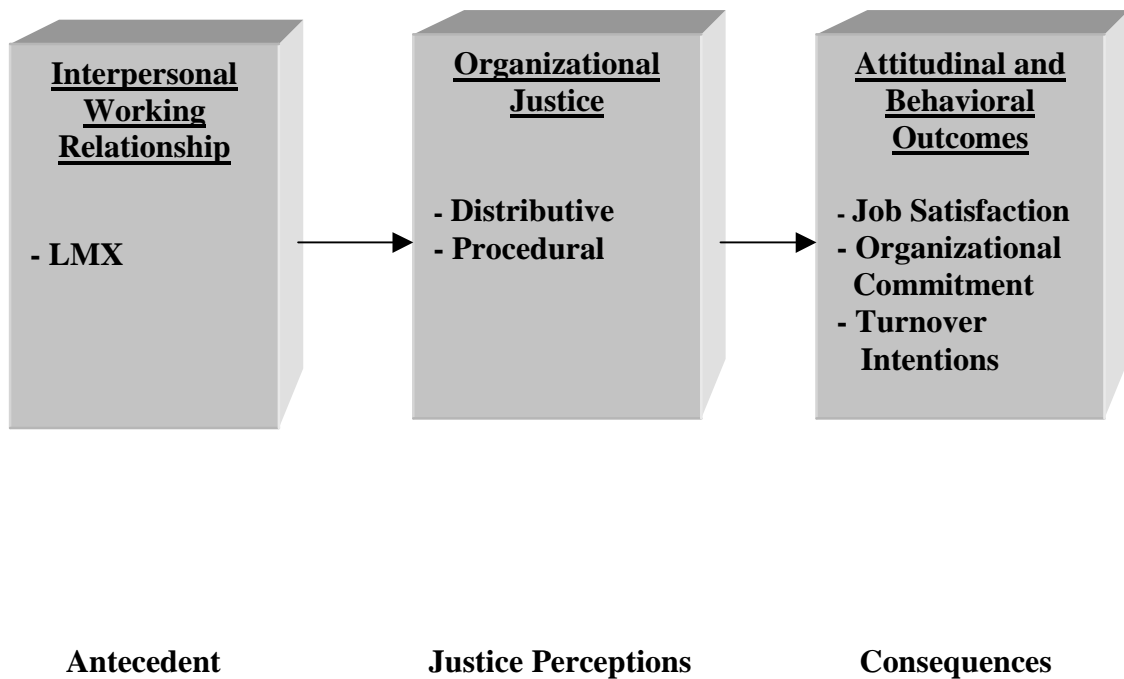 Interpersonal
Working
Relationship
- LMX
Organizational
Justice
- Distributive
- Procedural
Attitudinal and
Behavioral
Outcomes
- Job Satisfaction
- Organizational
Commitment
- Turnover
Intentions
Antecedent
Justice Perceptions
Consequences